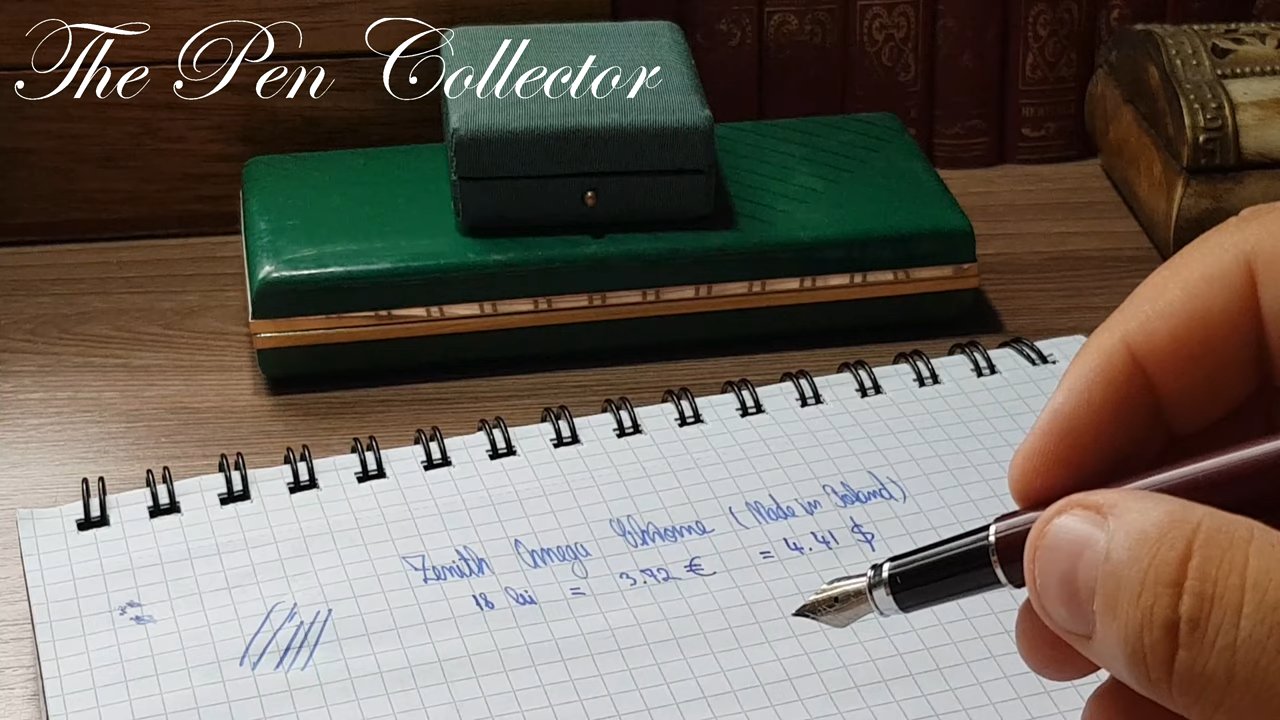 The Pen Collector
Zenith Omega Chrome (Made in Poland)
18 lei = 3.72 € = 4.41 $